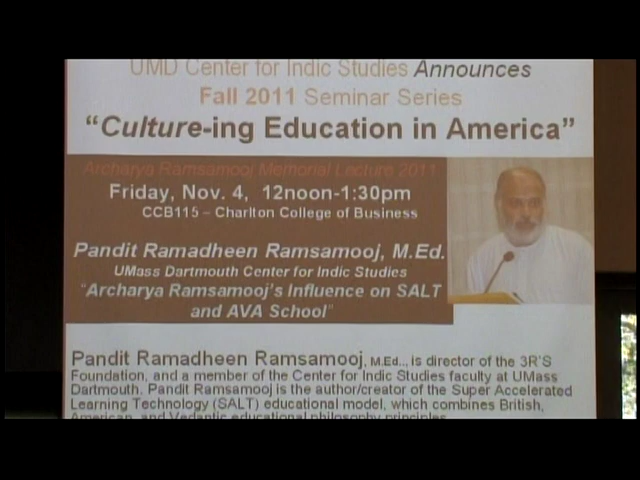 UMD Center for Indic Studies Announces
Fall 2011 Seminar Series
“Culture-ing Education in America”
Archarya Ramsamooj Memorial Lecture 2011
Friday, Nov. 4, 12noon-1:30pm
CCB115 – Charlton College of Business
Pandit Ramadheen Ramsamooj, M.Ed.
UMass Dartmouth Center for Indic Studies
“Archarya Ramsamooj's Influence on SALT
and AVA School”
Pandit Ramadheen Ramsamooj, M.Ed.., is director of the 3R'S
Foundation, and a member of the Center for Indic Studies faculty at UMass
Dartmouth. Pandit Ramsamooj is the author/creator of the Super Accelerated
Learning Technology (SALT) educational model, which combines British,
American, and Vedantic educational philosophy principles